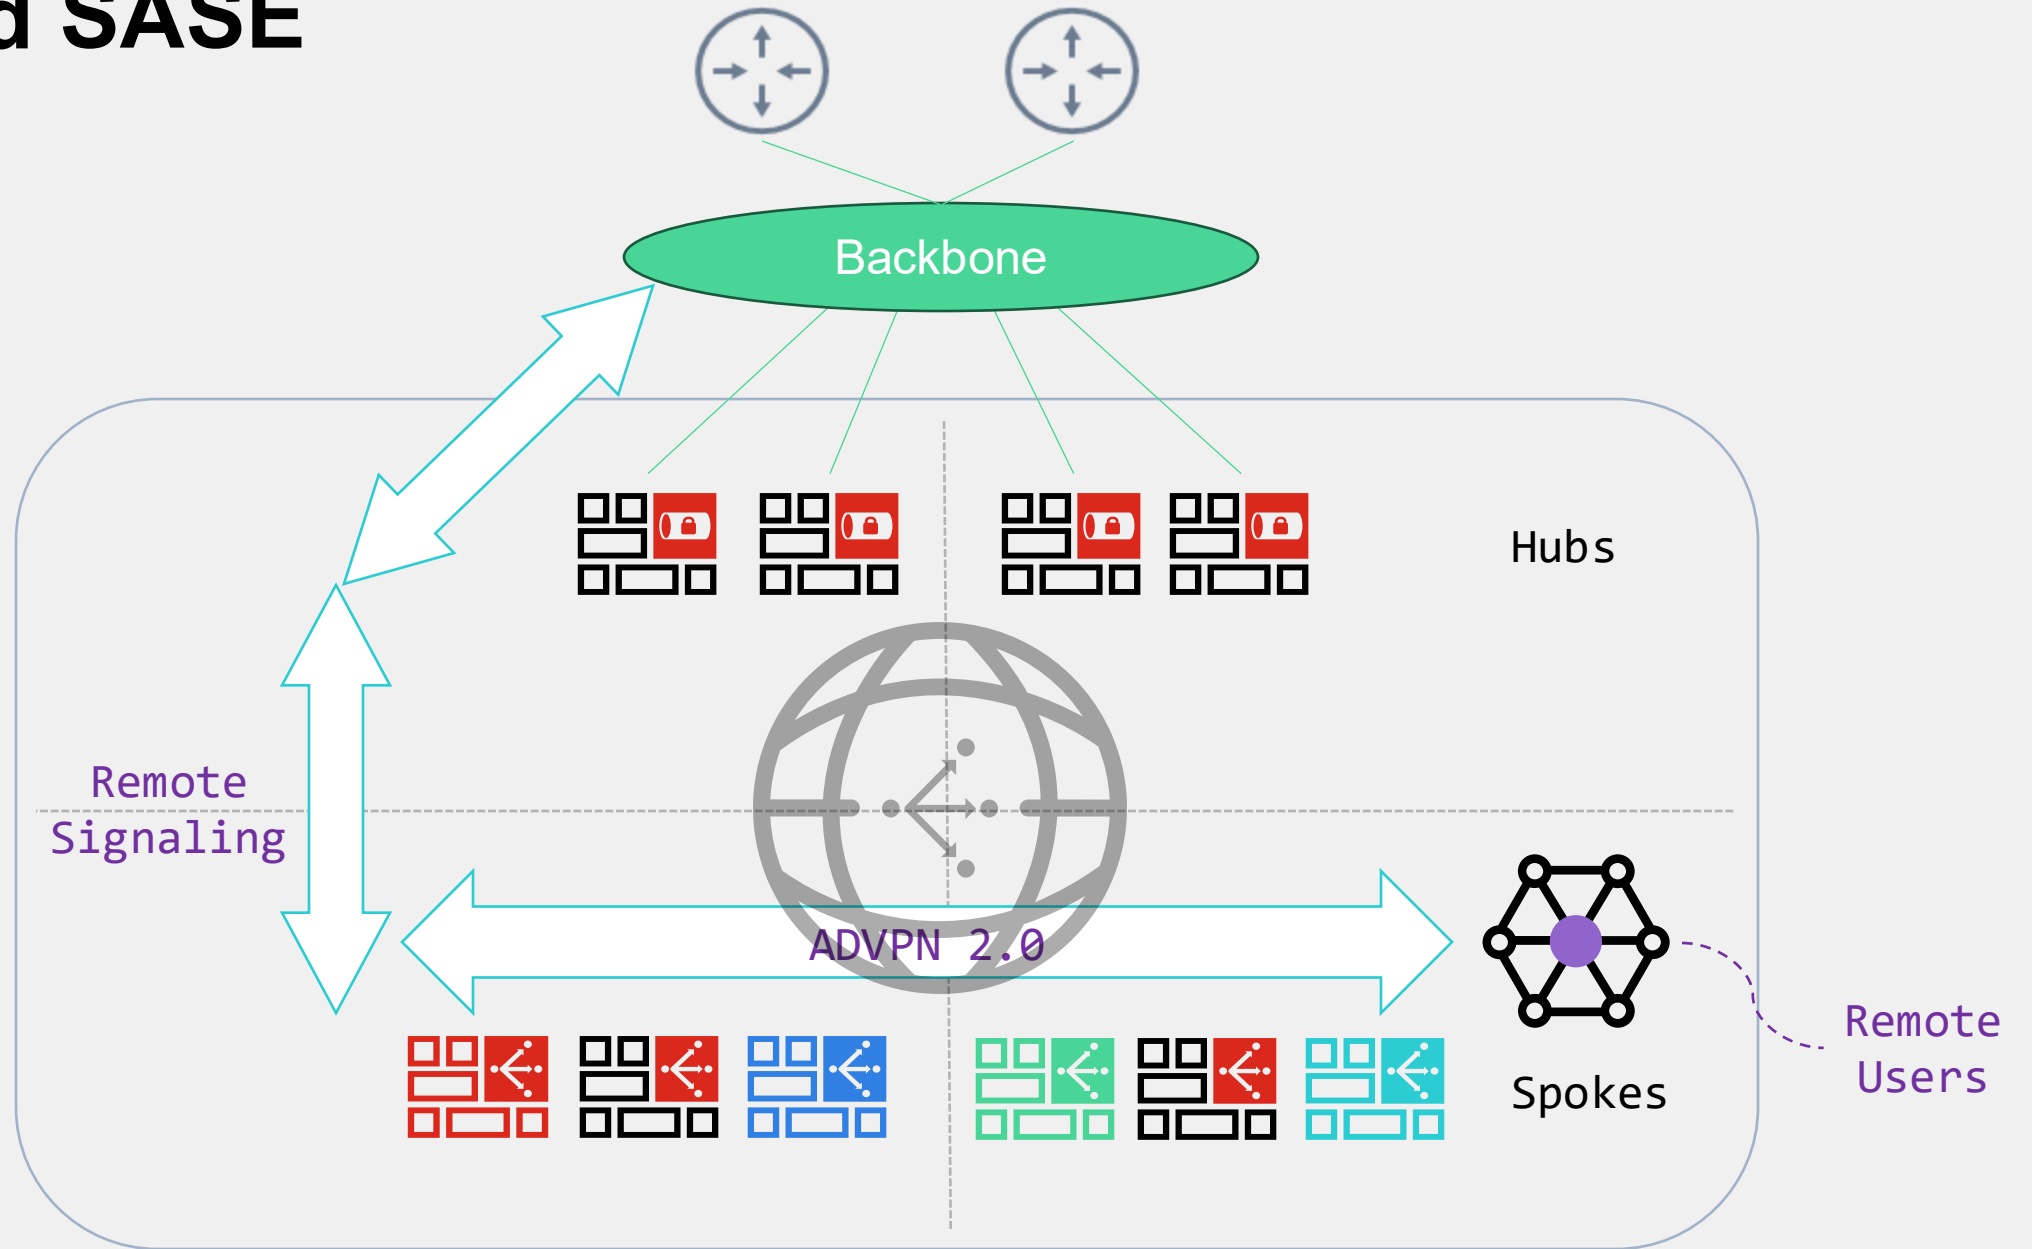 SASE
Backbone
Hubs
Remote
Signaling
ADVPN 2.0
Remote
Users
Spokes